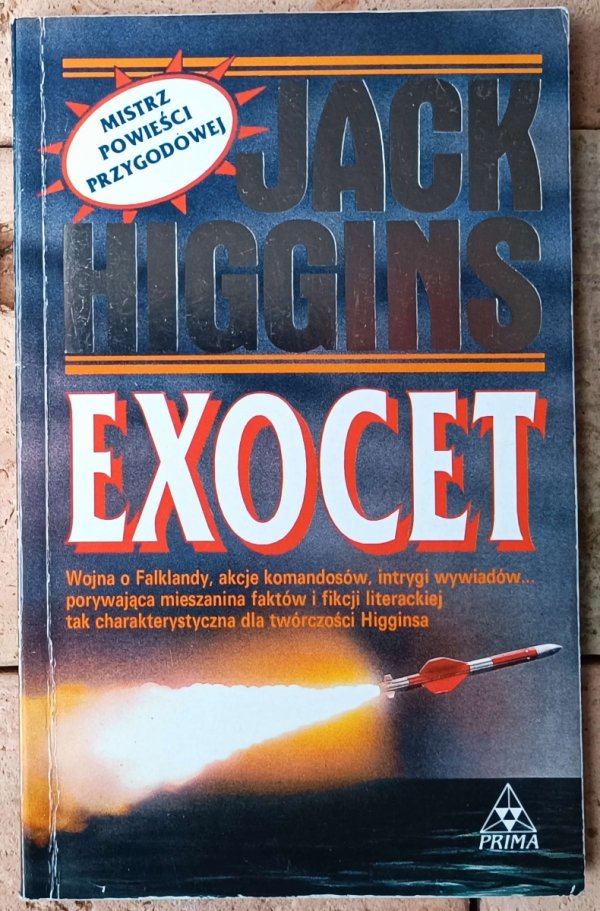 MISTRZ
POWIEŚCI
PRZYGODOWEJ
JACK
HIGGINS
EXOCET
Wojna o Falklandy, akcje komandosów, intrygi wywiadów...
porywająca mieszanina faktów i fikcji literackiej
tak charakterystyczna dla twórczości Higginsa
PRIMA